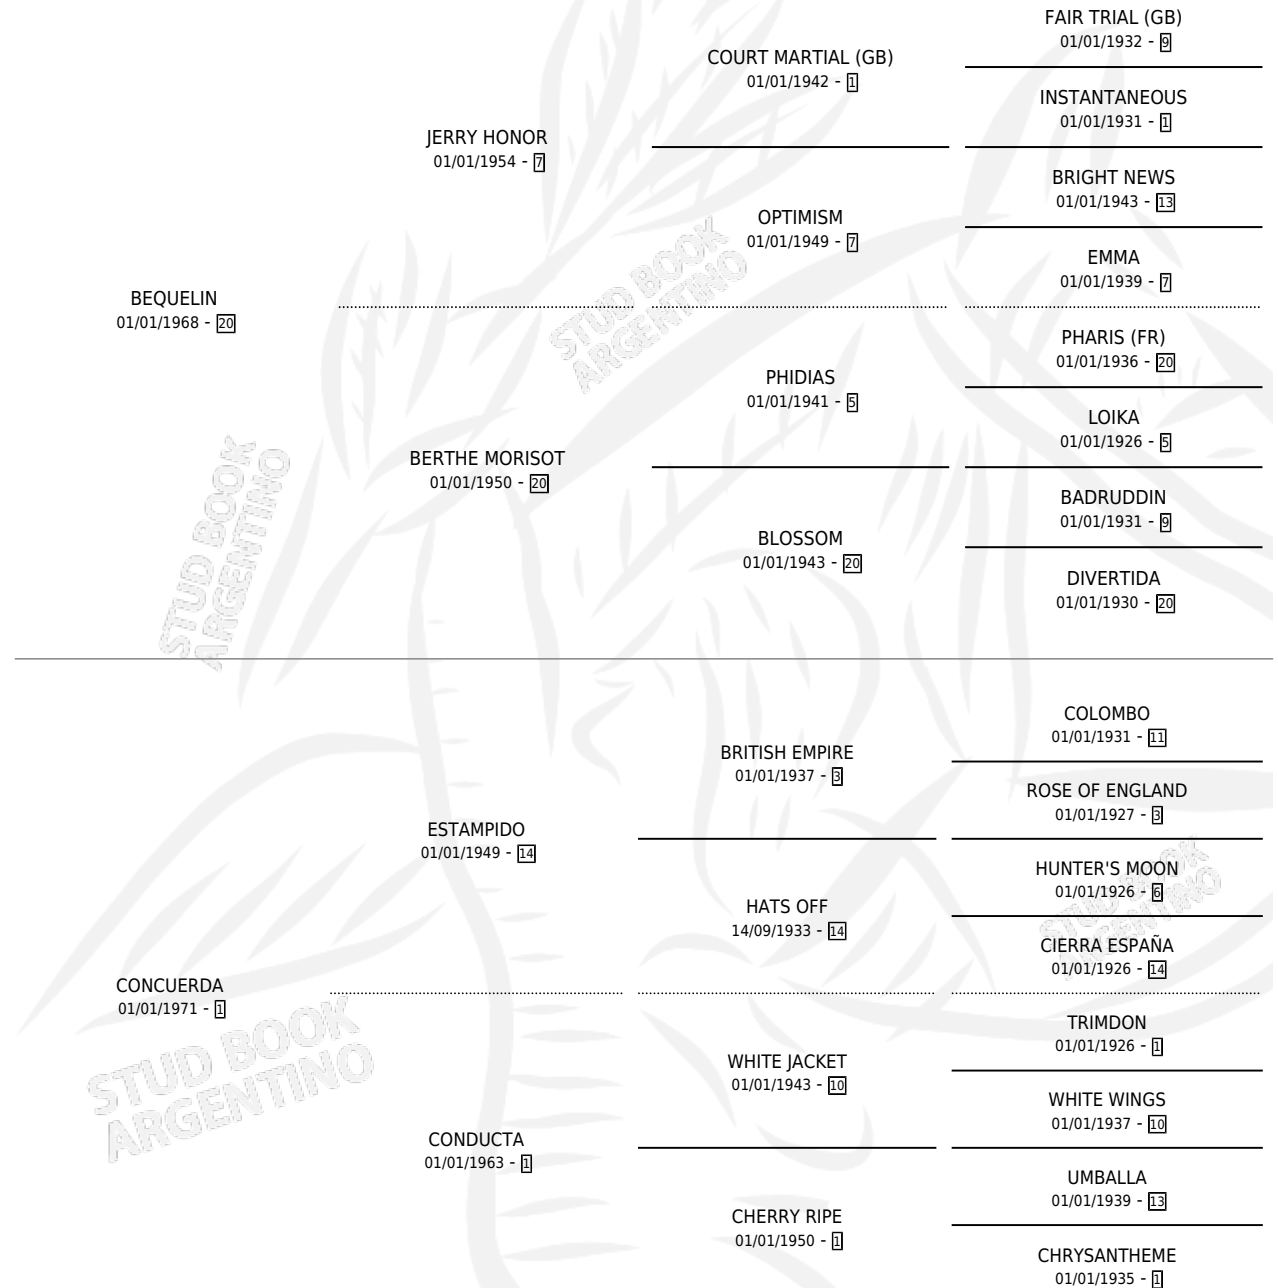 FAIR TRIAL (GB)
01/01/1932 - 9
COURT MARTIAL (GB)
01/01/1942 - 1
INSTANTANEOUS
01/01/1931 - 1
JERRY HONOR
01/01/1954 - 7
BRIGHT NEWS
01/01/1943 - 13
OPTIMISM
01/01/1949 - 7
EMMA
01/01/1939 - 7
BEQUELIN
01/01/1968 - 20
PHARIS (FR)
01/01/1936 - 20
PHIDIAS
01/01/1941 - 5
LOIKA
01/01/1926 - 5
BERTHE MORISOT
01/01/1950 - 20
BADRUDDIN
01/01/1931 - 9
BLOSSOM
01/01/1943 - 20
DIVERTIDA
01/01/1930 - 20
COLOMBO
01/01/1931 - 11
BRITISH EMPIRE
01/01/1937 - 3
ROSE OF ENGLAND
01/01/1927 - 3
ESTAMPIDO
01/01/1949 - 14
HUNTER'S MOON
01/01/1926 - 6
HATS OFF
14/09/1933 - 14
CIERRA ESPAÑA
01/01/1926 - 14
CONCUERDA
01/01/1971 - 1
TRIMDON
01/01/1926 - 1
WHITE JACKET
01/01/1943 - 10
WHITE WINGS
01/01/1937 - 10
CONDUCTA
01/01/1963 - 1
UMBALLA
01/01/1939 - 13
CHERRY RIPE
01/01/1950 - 1
CHRYSANTHEME
01/01/1935 - 1
STUD BOOK
ARGENTINO
STUD BOOK
ARGENTINO
STUD BOOK
ARGENTINO
STUD BOOK
ARGENTINO